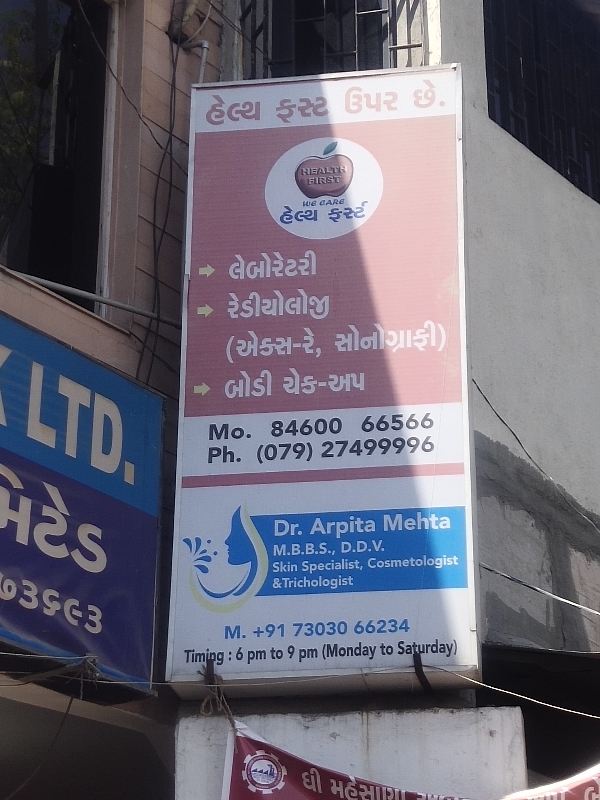 હેલ્થ ફસ્ટ ઉપર છે.
HEALTH
FIRST
WE CARE
હેલ્થ ફર્સ્ટ
લેબોરેટરી
રેડીયોલોજી
(એક્સ-રે, સોનોગ્રાફી)
બોડી ચેક-અપ
Mo. 84600 66566
Ph. (079) 27499996
Dr. Arpita Mehta
M.B.B.S., D.D.V.
Skin Specialist, Cosmetologist
&Trichologist
M. +91 73030 66234
Timing : 6 pm to 9 pm (Monday to Saturday)
LTD.
મિટેડ
૭૩૬૯૩
ધી મહેસાણા